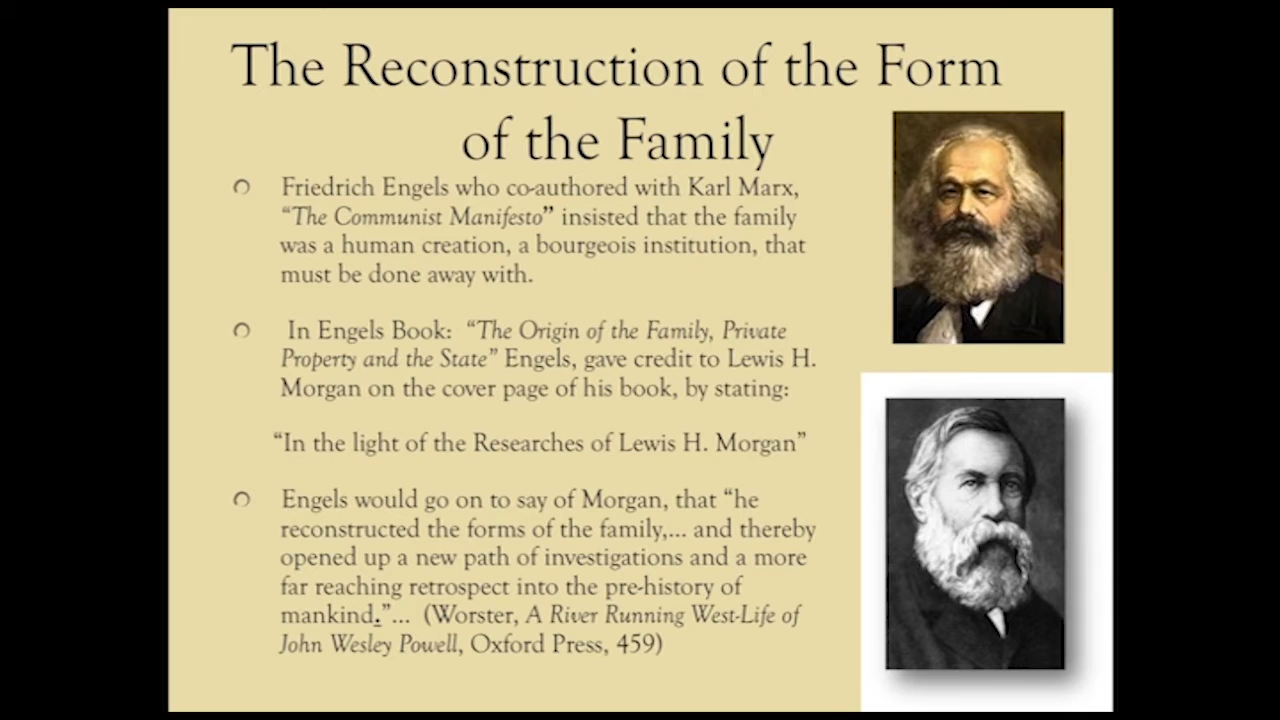 The Reconstruction of the Form
of the Family
Friedrich Engels who co-authored with Karl Marx,
“The Communist Manifesto” insisted that the family
was a human creation, a bourgeois institution, that
must be done away with.
In Engels Book: “The Origin of the Family, Private
Property and the State” Engels, gave credit to Lewis H.
Morgan on the cover page of his book, by stating:
“In the light of the Researches of Lewis H. Morgan”
Engels would go on to say of Morgan, that “he
reconstructed the forms of the family,... and thereby
opened up a new path of investigations and a more
far reaching retrospect into the pre-history of
mankind.”... (Worster, A River Running West-Life of
John Wesley Powell, Oxford Press, 459)